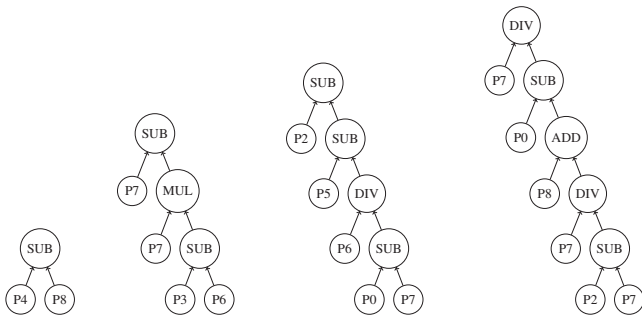 DIV
P7 SUB
SUB
P2 SUB
P0 ADD
SUB
P7 MUL
P5 DIV
P8 DIV
SUB
P7 SUB
P6 SUB
P7 SUB
P4 P8
P3 P6
P0 P7
P2 P7